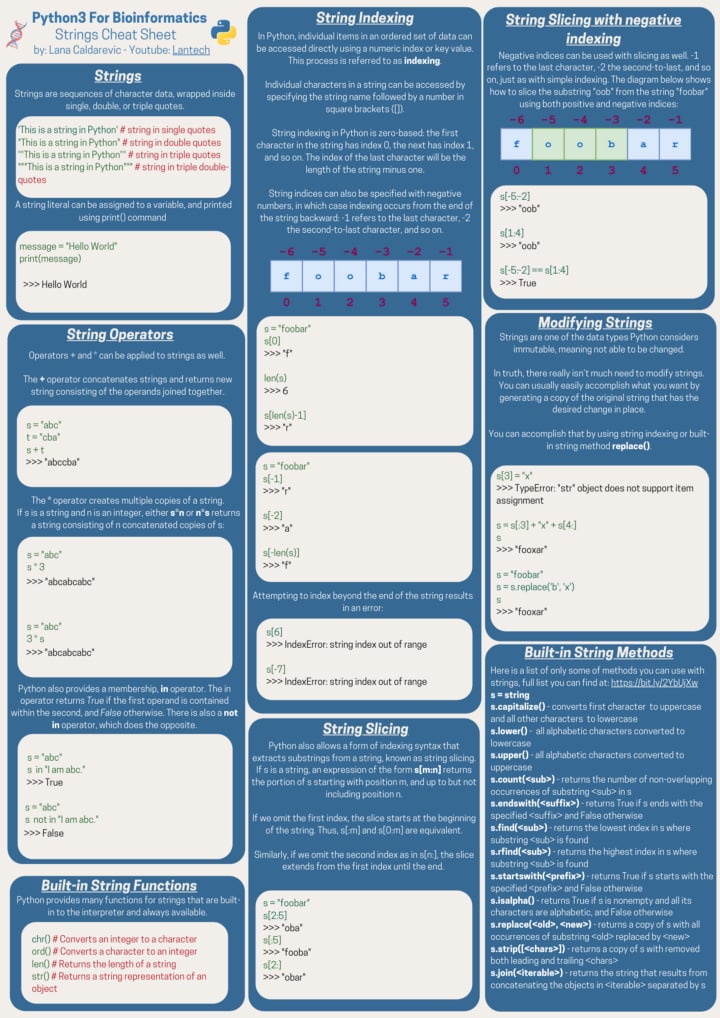 Python3 For Bioinformatics
Strings Cheat Sheet
by: Lana Caldarevic - Youtube: Lantech
Strings
Strings are sequences of character data, wrapped inside
single, double, or triple quotes.
'This is a string in Python' # string in single quotes
"This is a string in Python" # string in double quotes
'''This is a string in Python''' # string in triple quotes
"""This is a string in Python""" # string in triple double-
quotes
A string literal can be assigned to a variable, and printed
using print() command
message = "Hello World"
print(message)
>>> Hello World
String Operators
Operators + and * can be applied to strings as well.
The + operator concatenates strings and returns new
string consisting of the operands joined together.
s = "abc"
t = "cba"
s + t
>>> "abccba"
The * operator creates multiple copies of a string.
If s is a string and n is an integer, either s*n or n*s returns
a string consisting of n concatenated copies of s:
s = "abc"
s * 3
>>> "abcabcabc"
s = "abc"
3 * s
>>> "abcabcabc"
Python also provides a membership, in operator. The in
operator returns True if the first operand is contained
within the second, and False otherwise. There is also a not
in operator, which does the opposite.
s = "abc"
s in "I am abc."
>>> True
s = "abc"
s not in "I am abc."
>>> False
Built-in String Functions
Python provides many functions for strings that are built-
in to the interpreter and always available.
chr() # Converts an integer to a character
ord() # Converts a character to an integer
len() # Returns the length of a string
str() # Returns a string representation of an
object
String Indexing
In Python, individual items in an ordered set of data can
be accessed directly using a numeric index or key value.
This process is referred to as indexing.
Individual characters in a string can be accessed by
specifying the string name followed by a number in
square brackets ([]).
String indexing in Python is zero-based: the first
character in the string has index 0, the next has index 1,
and so on. The index of the last character will be the
length of the string minus one.
String indices can also be specified with negative
numbers, in which case indexing occurs from the end of
the string backward: -1 refers to the last character, -2
the second-to-last character, and so on.
-6 -5 -4 -3 -2 -1
f o o b a r
0 1 2 3 4 5
s = "foobar"
s[0]
>>> "f"
len(s)
>>> 6
s[len(s)-1]
>>> "r"
s = "foobar"
s[-1]
>>> "r"
s[-2]
>>> "a"
s[-len(s)]
>>> "f"
Attempting to index beyond the end of the string results
in an error:
s[6]
>>> IndexError: string index out of range
s[-7]
>>> IndexError: string index out of range
String Slicing
Python also allows a form of indexing syntax that
extracts substrings from a string, known as string slicing.
If s is a string, an expression of the form s[m:n] returns
the portion of s starting with position m, and up to but not
including position n.
If we omit the first index, the slice starts at the beginning
of the string. Thus, s[:m] and s[0:m] are equivalent.
Similarly, if we omit the second index as in s[n:], the slice
extends from the first index until the end.
s = "foobar"
s[2:5]
>>> "oba"
s[:5]
>>> "fooba"
s[2:]
>>> "obar"
String Slicing with negative
indexing
Negative indices can be used with slicing as well. -1
refers to the last character, -2 the second-to-last, and so
on, just as with simple indexing. The diagram below shows
how to slice the substring "oob" from the string "foobar"
using both positive and negative indices:
-6 -5 -4 -3 -2 -1
f o o b a r
0 1 2 3 4 5
s[-5:-2]
>>> "oob"
s[1:4]
>>> "oob"
s[-5:-2] == s[1:4]
>>> True
Modifying Strings
Strings are one of the data types Python considers
immutable, meaning not able to be changed.
In truth, there really isn't much need to modify strings.
You can usually easily accomplish what you want by
generating a copy of the original string that has the
desired change in place.
You can accomplish that by using string indexing or built-
in string method replace().
s[3] = "x"
>>> TypeError: "str" object does not support item
assignment
s = s[:3] + "x" + s[4:]
s
>>> "fooxar"
s = "foobar"
s = s.replace('b', 'x')
s
>>> "fooxar"
Built-in String Methods
Here is a list of only some of methods you can use with
strings, full list you can find at: https://bit.ly/2YbUjXw
s = string
s.capitalize() - converts first character to uppercase
and all other characters to lowercase
s.lower() - all alphabetic characters converted to
lowercase
s.upper() - all alphabetic characters converted to
uppercase
s.count(<sub>) - returns the number of non-overlapping
occurrences of substring <sub> in s
s.endswith(<suffix>) - returns True if s ends with the
specified <suffix> and False otherwise
s.find(<sub>) - returns the lowest index in s where
substring <sub> is found
s.rfind(<sub>) - returns the highest index in s where
substring <sub> is found
s.startswith(<prefix>) - returns True if s starts with the
specified <prefix> and False otherwise
s.isalpha() - returns True if s is nonempty and all its
characters are alphabetic, and False otherwise
s.replace(<old>, <new>) - returns a copy of s with all
occurrences of substring <old> replaced by <new>
s.strip([<chars>]) - returns a copy of s with removed
both leading and trailing <chars>
s.join(<iterable>) - returns the string that results from
concatenating the objects in <iterable> separated by s